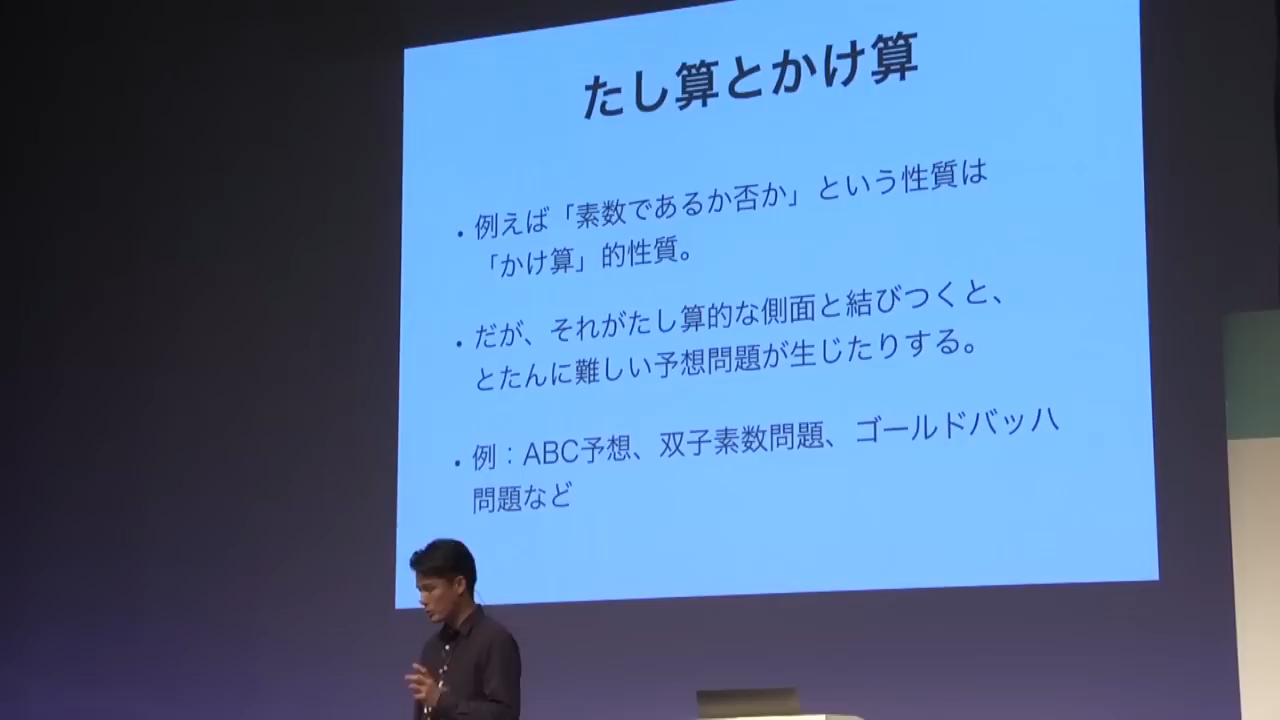 たし算とかけ算
・例えば「素数であるか否か」という性質は
「かけ算」的性質。
・だが、それがたし算的な側面と結びつくと、
とたんに難しい予想問題が生じたりする。
・例：ABC予想、双子素数問題、ゴールドバッハ
問題など